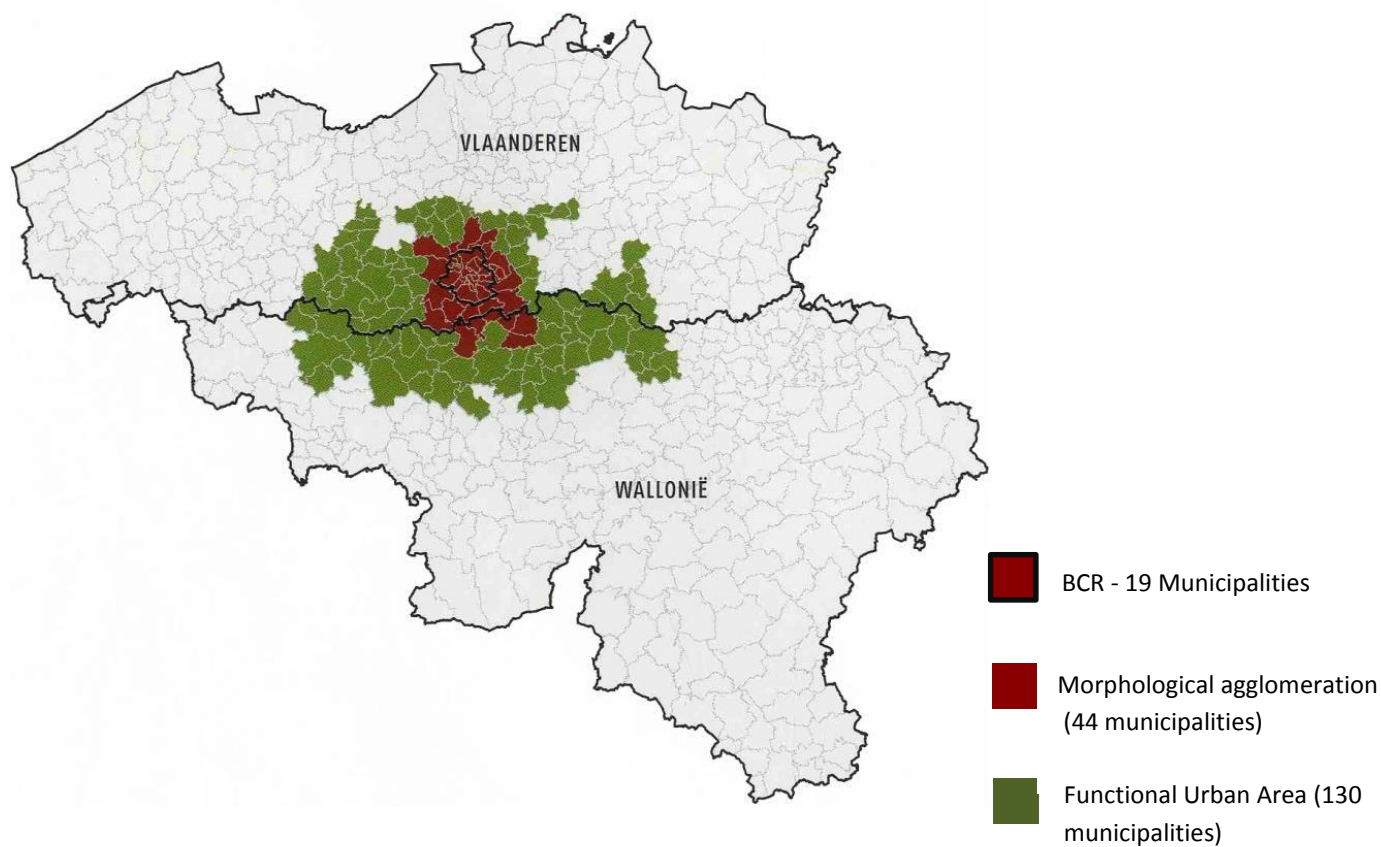 VLAANDEREN
WALLONIË
BCR - 19 Municipalities
Morphological agglomeration
(44 municipalities)
Functional Urban Area (130
municipalities)